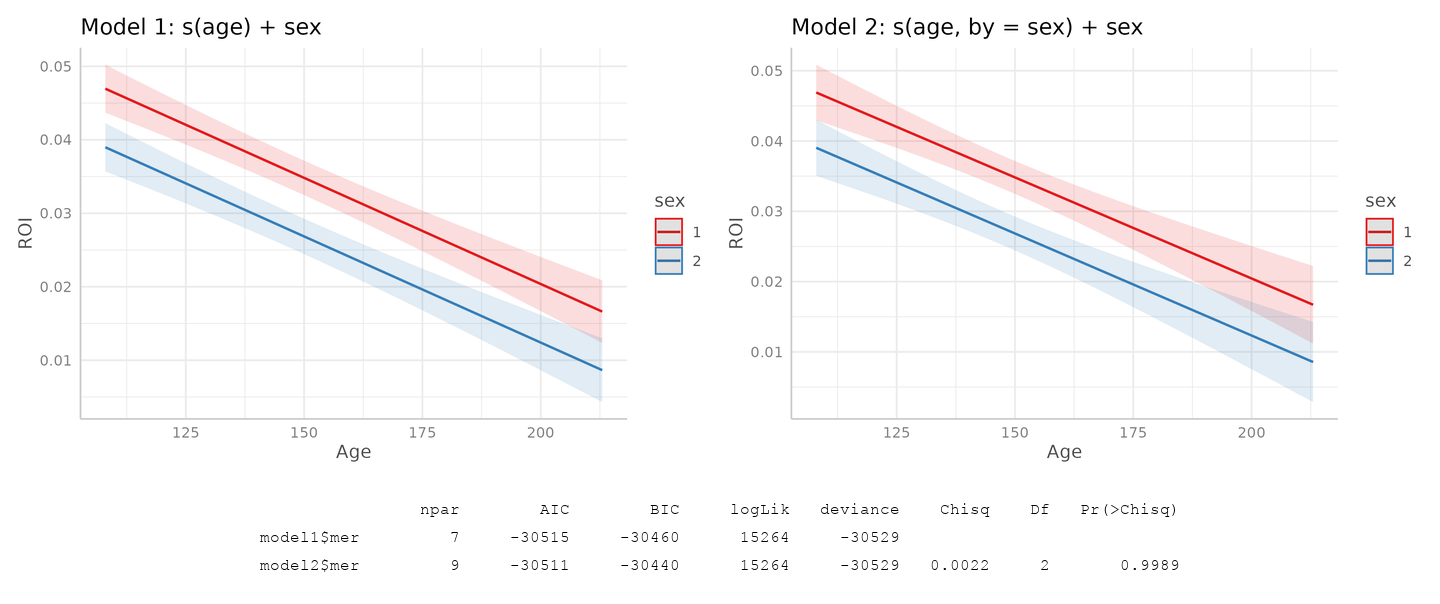 Model 1: s(age) + sex
0.05
0.04
0.03
0.02
0.01
ROI
125 150 175 200
Age
sex
1
2
Model 2: s(age, by = sex) + sex
0.05
0.04
0.03
0.02
0.01
ROI
125 150 175 200
Age
sex
1
2
npar AIC BIC logLik deviance Chisq Df Pr(>Chisq)
model1$mer 7 -30515 -30460 15264 -30529
model2$mer 9 -30511 -30440 15264 -30529 0.0022 2 0.9989